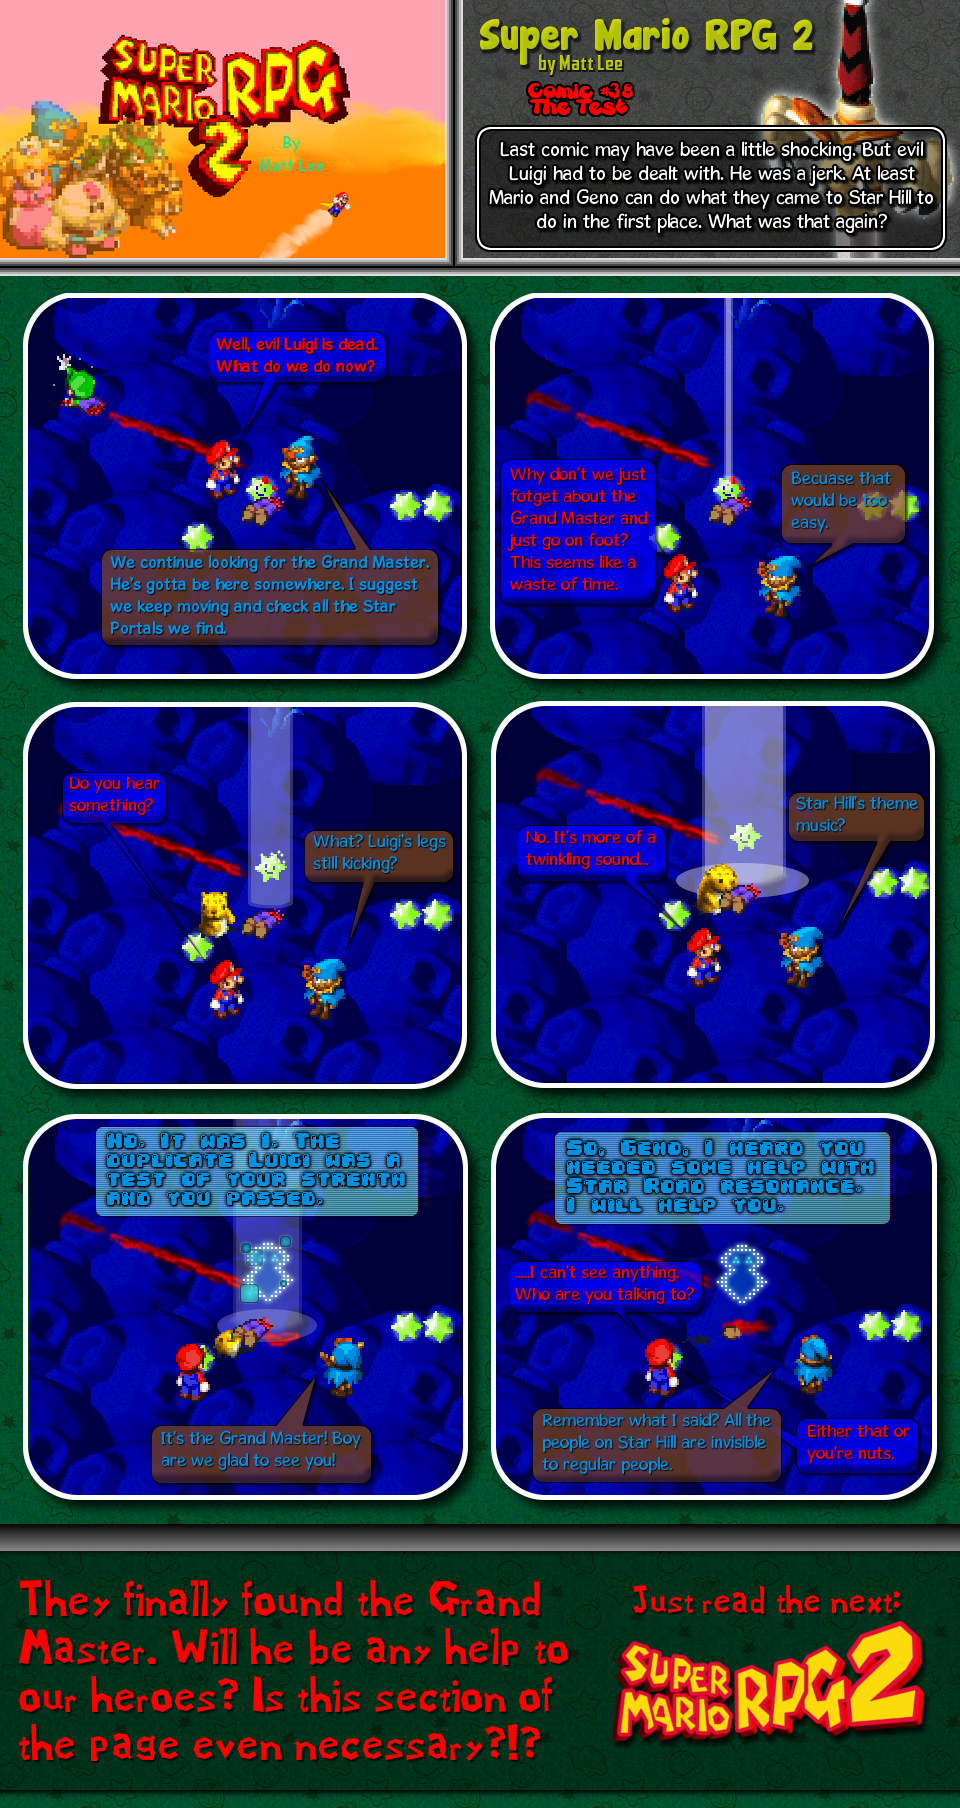 SUPER
MARIO RPG
2
By
Matt Lee
Super Mario RPG 2
by Matt Lee
Comic #38
The Test
Last comic may have been a little shocking. But evil
Luigi had to be dealt with. He was a jerk. At least
Mario and Geno can do what they came to Star Hill to
do in the first place. What was that again?
Well, evil Luigi is dead.
What do we do now?
We continue looking for the Grand Master.
He's gotta be here somewhere. I suggest
we keep moving and check all the Star
Portals we find.
Why don't we just
fotget about the
Grand Master and
just go on foot?
This seems like a
waste of time.
Becuase that
would be too
easy.
Do you hear
something?
What? Luigi's legs
still kicking?
No. It's more of a
twinkling sound...
Star Hill's theme
music?
No. It was I. The
duplicate Luigi was a
test of your strenth
and you passed.
It's the Grand Master! Boy
are we glad to see you!
So, Geno, I heard you
needed some help with
Star Road resonance.
I will help you.
.....I can't see anything.
Who are you talking to?
Remember what I said? All the
people on Star Hill are invisible
to regular people.
Either that or
you're nuts.
They finally found the Grand
Master. Will he be any help to
our heroes? Is this section of
the page even necessary?!?
Just read the next:
SUPER
MARIO RPG 2